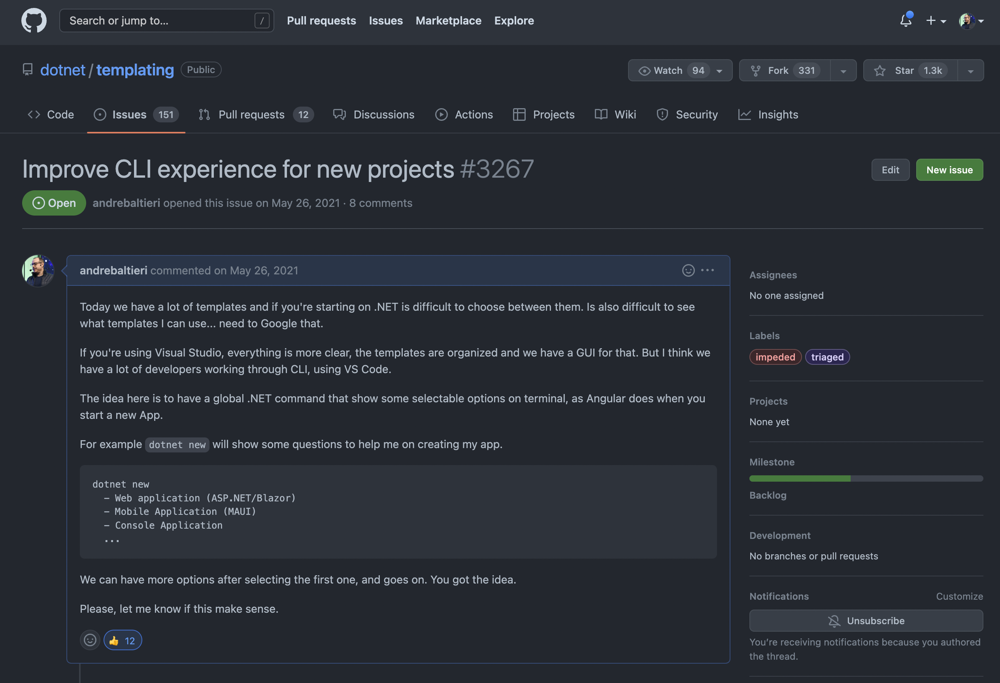 Search or jump to... /
Pull requests Issues Marketplace Explore
dotnet / templating Public
Watch 94
Fork 331
Star 1.3k
Code
Issues 151
Pull requests 12
Discussions
Actions
Projects
Wiki
Security
Insights
Improve CLI experience for new projects #3267
Edit
New issue
Open
andrebaltieri opened this issue on May 26, 2021 · 8 comments
andrebaltieri commented on May 26, 2021
Today we have a lot of templates and if you're starting on .NET is difficult to choose between them. Is also difficult to see
what templates I can use... need to Google that.
If you're using Visual Studio, everything is more clear, the templates are organized and we have a GUI for that. But I think we
have a lot of developers working through CLI, using VS Code.
The idea here is to have a global .NET command that show some selectable options on terminal, as Angular does when you
start a new App.
For example dotnet new will show some questions to help me on creating my app.
dotnet new
- Web application (ASP.NET/Blazor)
- Mobile Application (MAUI)
- Console Application
...
We can have more options after selecting the first one, and goes on. You got the idea.
Please, let me know if this make sense.
👍 12
Assignees
No one assigned
Labels
impeded triaged
Projects
None yet
Milestone
Backlog
Development
No branches or pull requests
Notifications Customize
Unsubscribe
You’re receiving notifications because you authored
the thread.